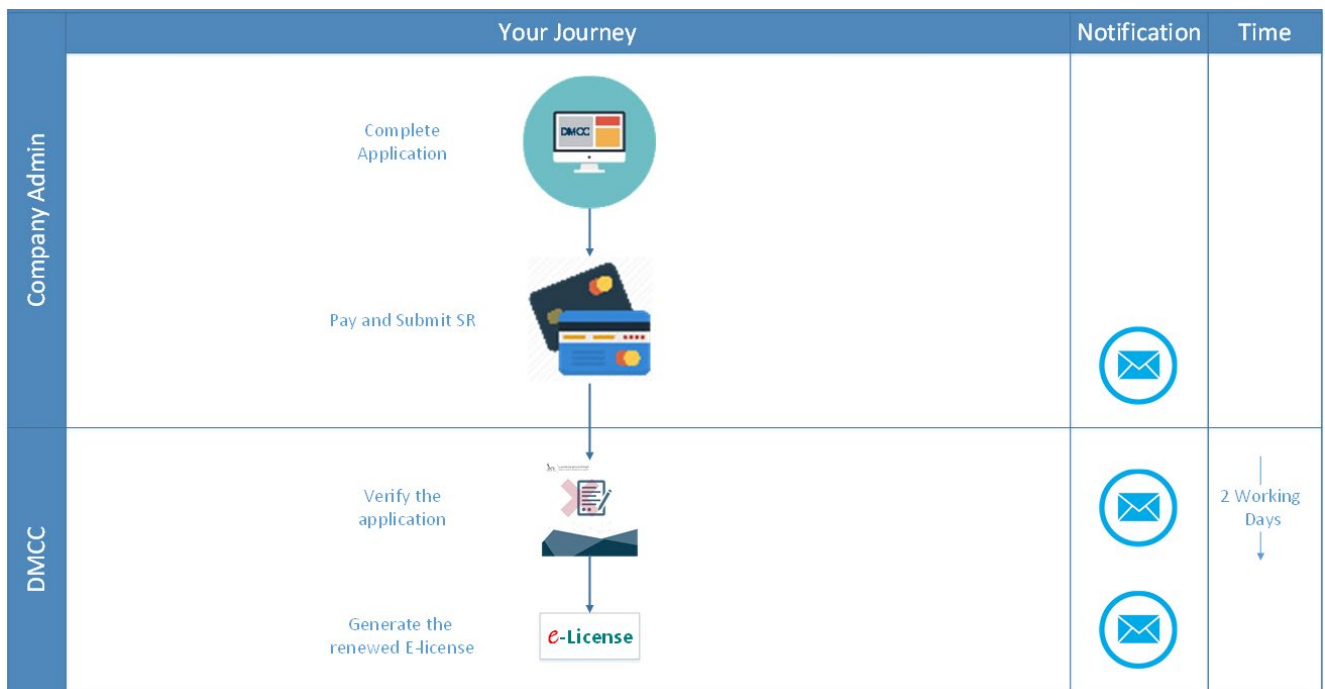 Your Journey
Notification
Time
Company Admin
Complete
Application
DMCC
Pay and Submit SR
DMCC
Verify the
application
2 Working
Days
Generate the
renewed E-license
e-License